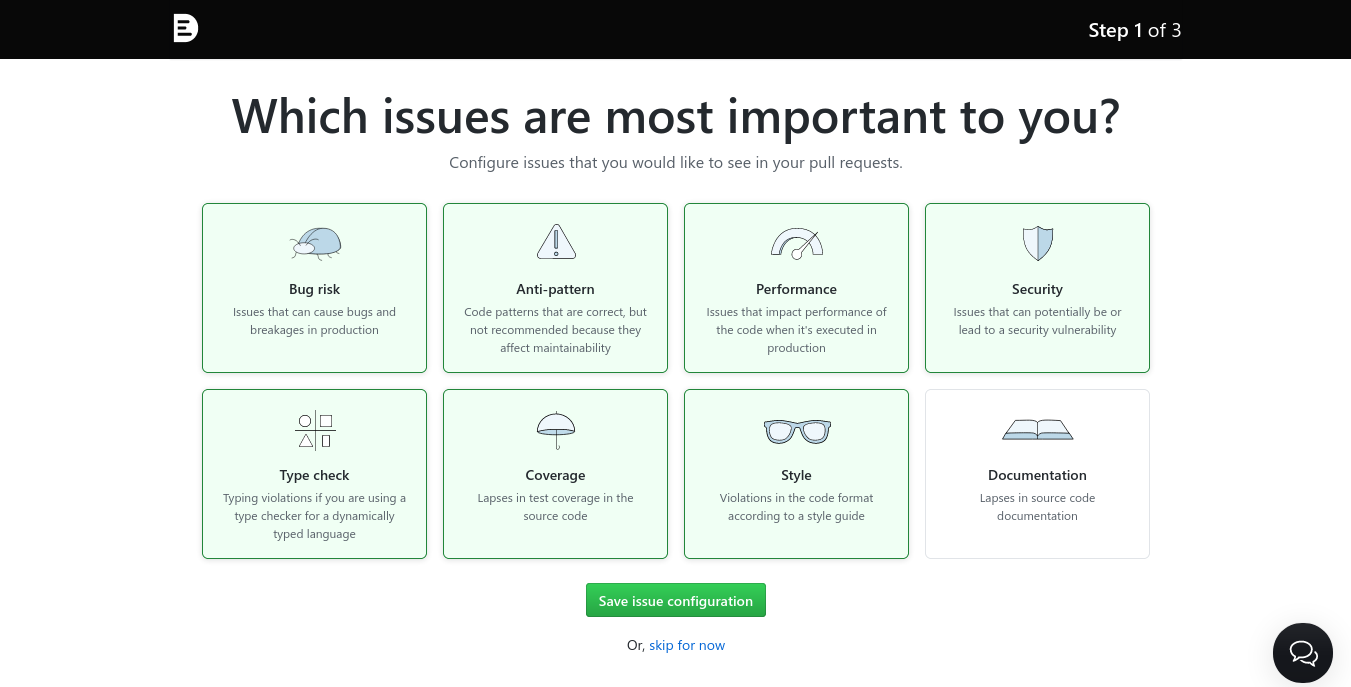 Step 1 of 3
Which issues are most important to you?
Configure issues that you would like to see in your pull requests.
Bug risk
Issues that can cause bugs and
breakages in production
Anti-pattern
Code patterns that are correct, but
not recommended because they
affect maintainability
Performance
Issues that impact performance of
the code when it's executed in
production
Security
Issues that can potentially be or
lead to a security vulnerability
Type check
Typing violations if you are using a
type checker for a dynamically
typed language
Coverage
Lapses in test coverage in the
source code
Style
Violations in the code format
according to a style guide
Documentation
Lapses in source code
documentation
Save issue configuration
Or, skip for now